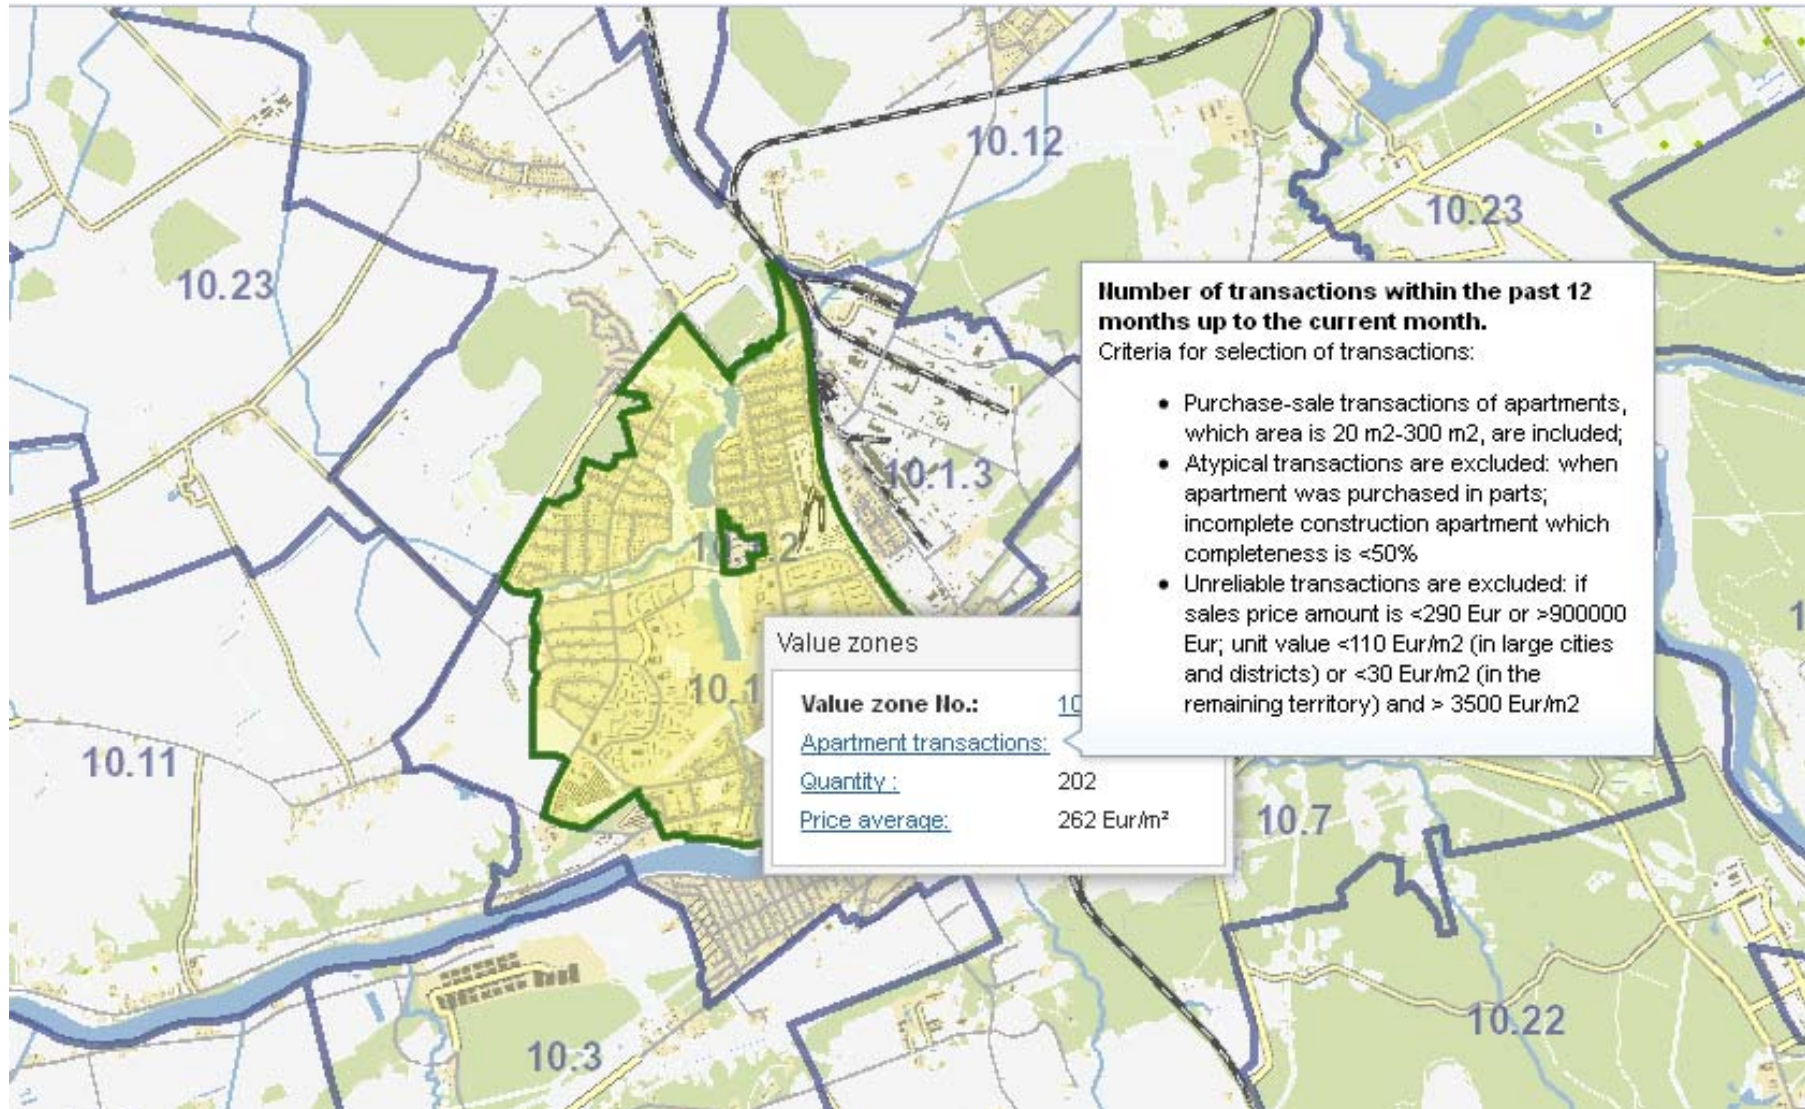 10.12
10.23
10.23
Number of transactions within the past 12
months up to the current month.
Criteria for selection of transactions:
• Purchase-sale transactions of apartments,
which area is 20 m2-300 m2, are included;
• Atypical transactions are excluded: when
apartment was purchased in parts;
incomplete construction apartment which
completeness is <50%
• Unreliable transactions are excluded: if
sales price amount is <290 Eur or >900000
Eur; unit value <110 Eur/m2 (in large cities
and districts) or <30 Eur/m2 (in the
remaining territory) and > 3500 Eur/m2
10.1.3
Value zones
Value zone No.:
Apartment transactions:
Quantity : 202
Price average: 262 Eur/m²
10.11
10.7
10.22
10.3